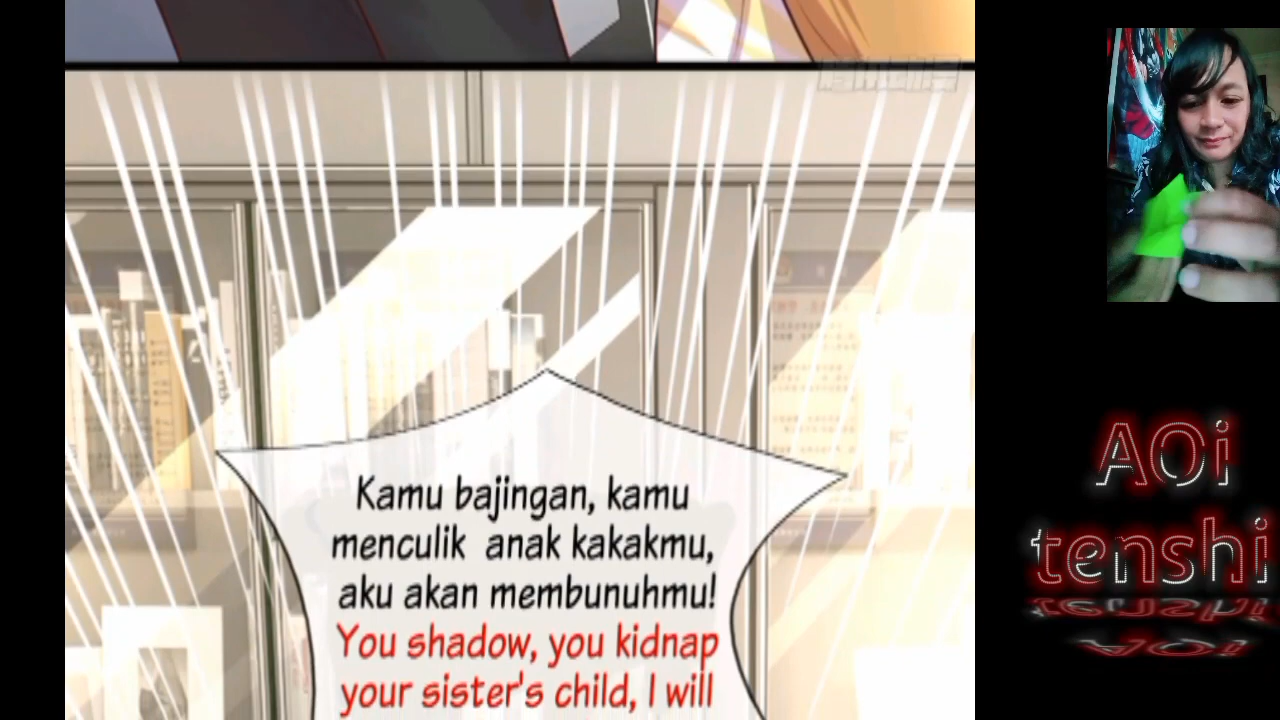 Kamu bajingan, kamu
menculik anak kakakmu,
aku akan membunuhmu!
You shadow, you kidnap
your sister's child, I will
AOi
tenshi